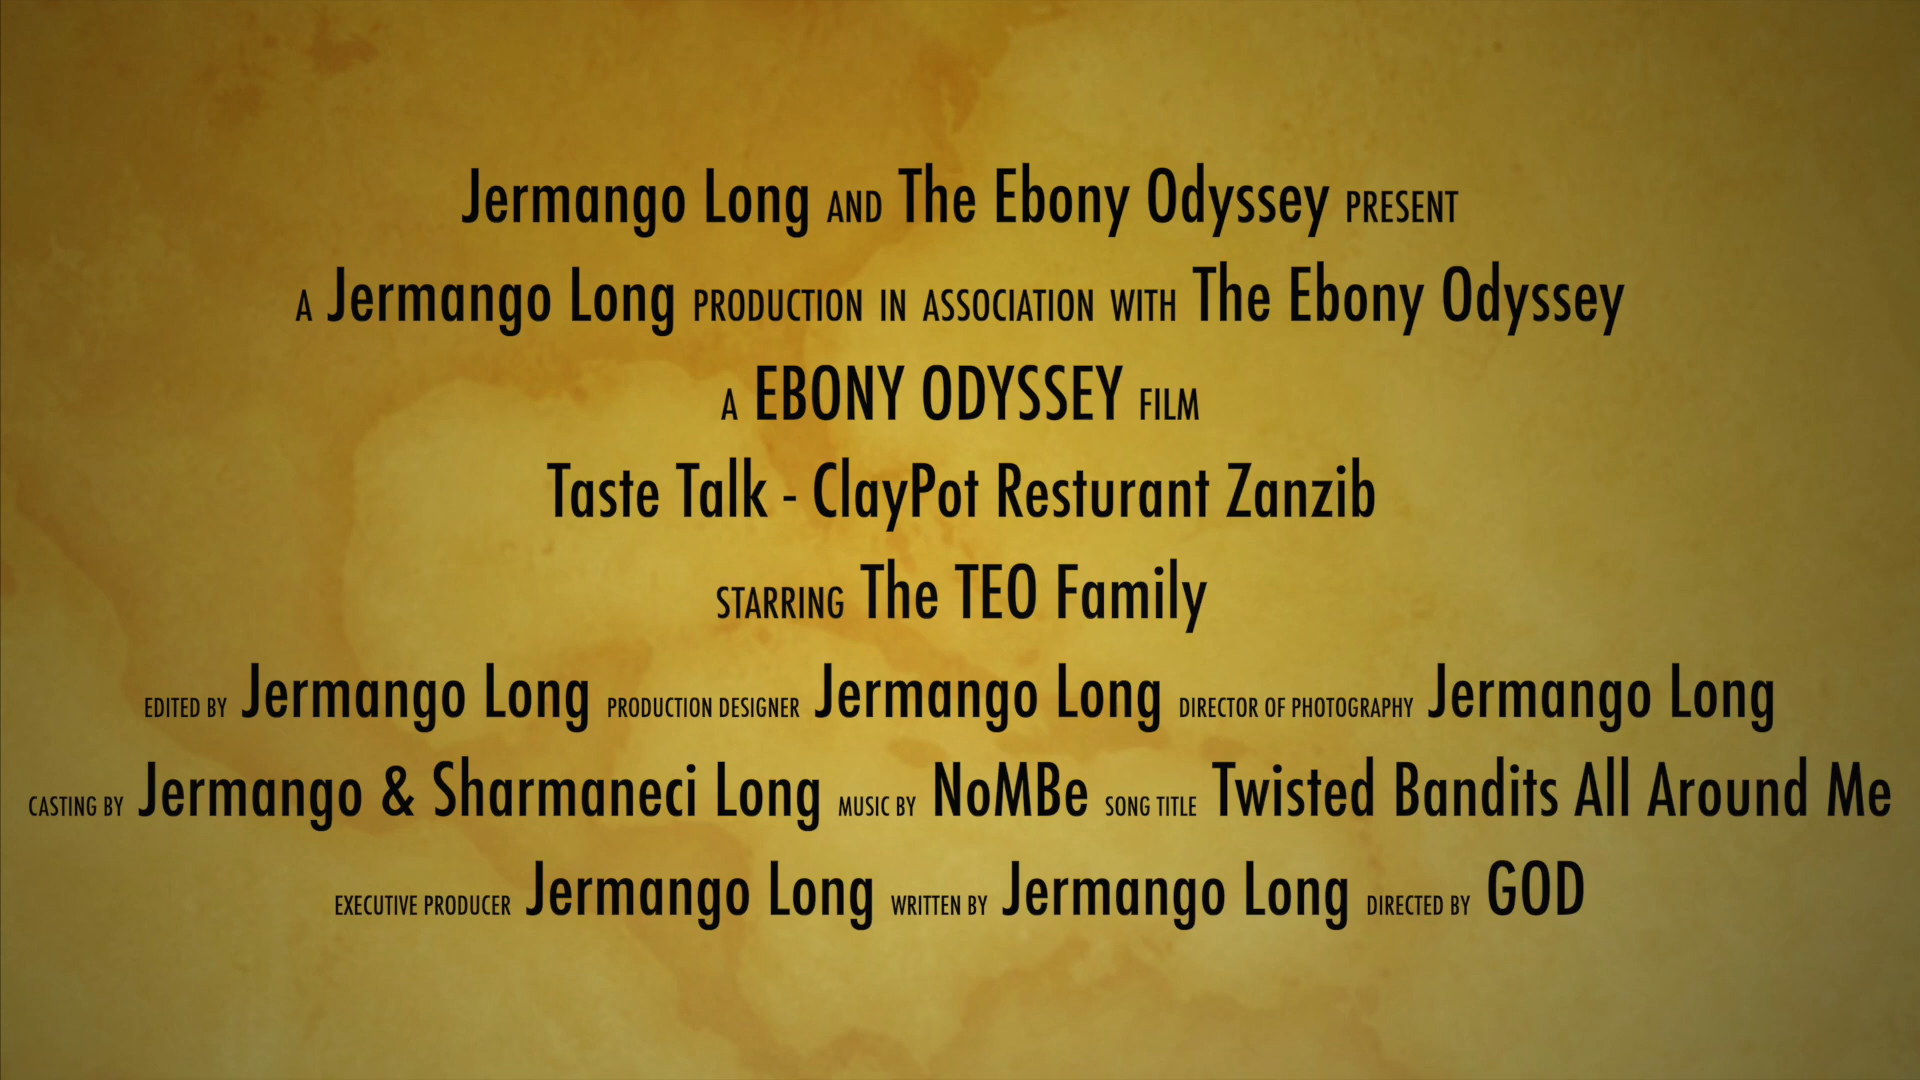 Jermango Long AND The Ebony Odyssey PRESENT
A Jermango Long PRODUCTION IN ASSOCIATION WITH The Ebony Odyssey
A EBONY ODYSSEY FILM
Taste Talk - ClayPot Resturant Zanzib
STARRING The TEO Family
EDITED BY Jermango Long PRODUCTION DESIGNER Jermango Long DIRECTOR OF PHOTOGRAPHY Jermango Long
CASTING BY Jermango & Sharmaneci Long MUSIC BY NoMBe SONG TITLE Twisted Bandits All Around Me
EXECUTIVE PRODUCER Jermango Long WRITTEN BY Jermango Long DIRECTED BY GOD